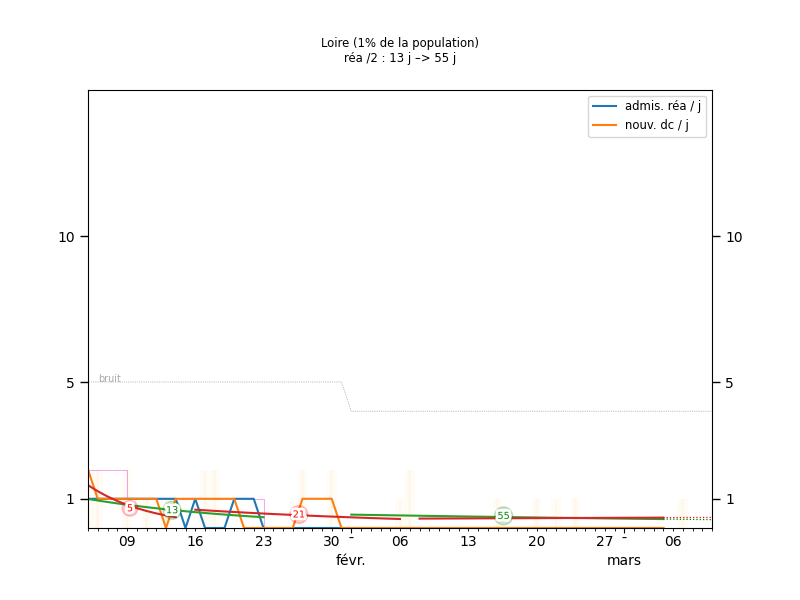 Loire (1% de la population)
réa /2 : 13 j –> 55 j
admis. réa / j
nouv. dc / j
10
10
bruit
5
5
1
1
5
13
21
55
09
16
23
30
06
13
20
27
06
févr.
mars